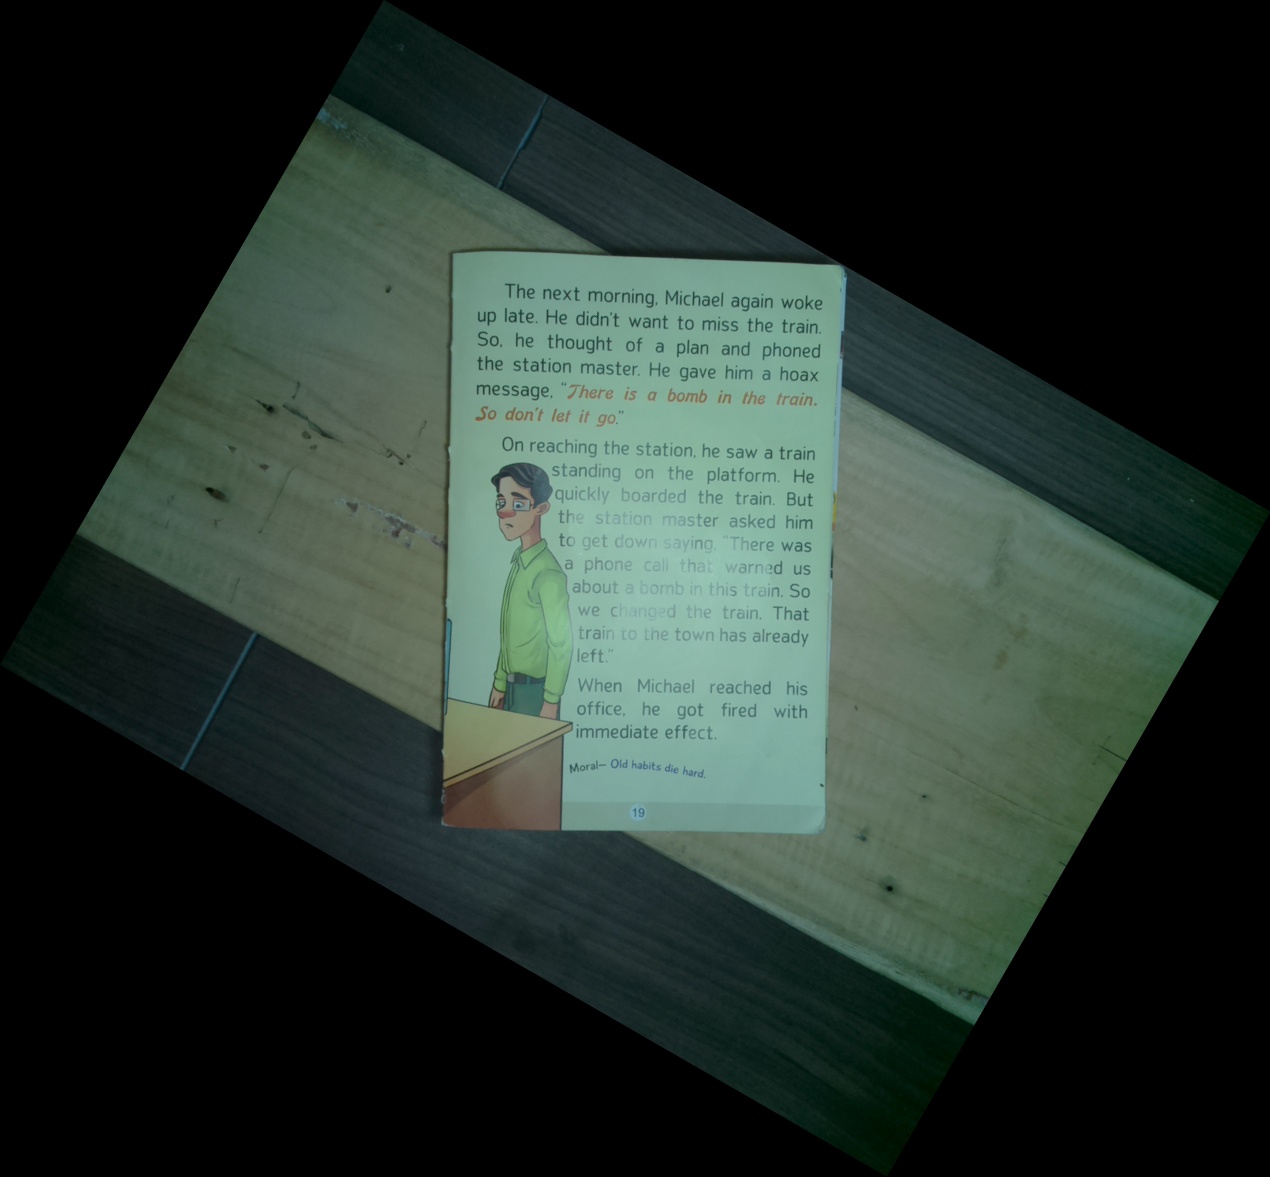 The next morning, Michael again woke
up late. He didn't want to miss the train.
So, he thought of a plan and phoned
the station master. He gave him a hoax
message, "There is a bomb in the train.
So don't let it go."
On reaching the station, he saw a train
standing on the platform. He
quickly boarded the train. But
the station master asked him
to get down saying, "There was
a phone call that warned us
about a bomb in this train. So
we changed the train. That
train to the town has already
left."
When Michael reached his
office, he got fired with
immediate effect.
Moral– Old habits die hard.
19